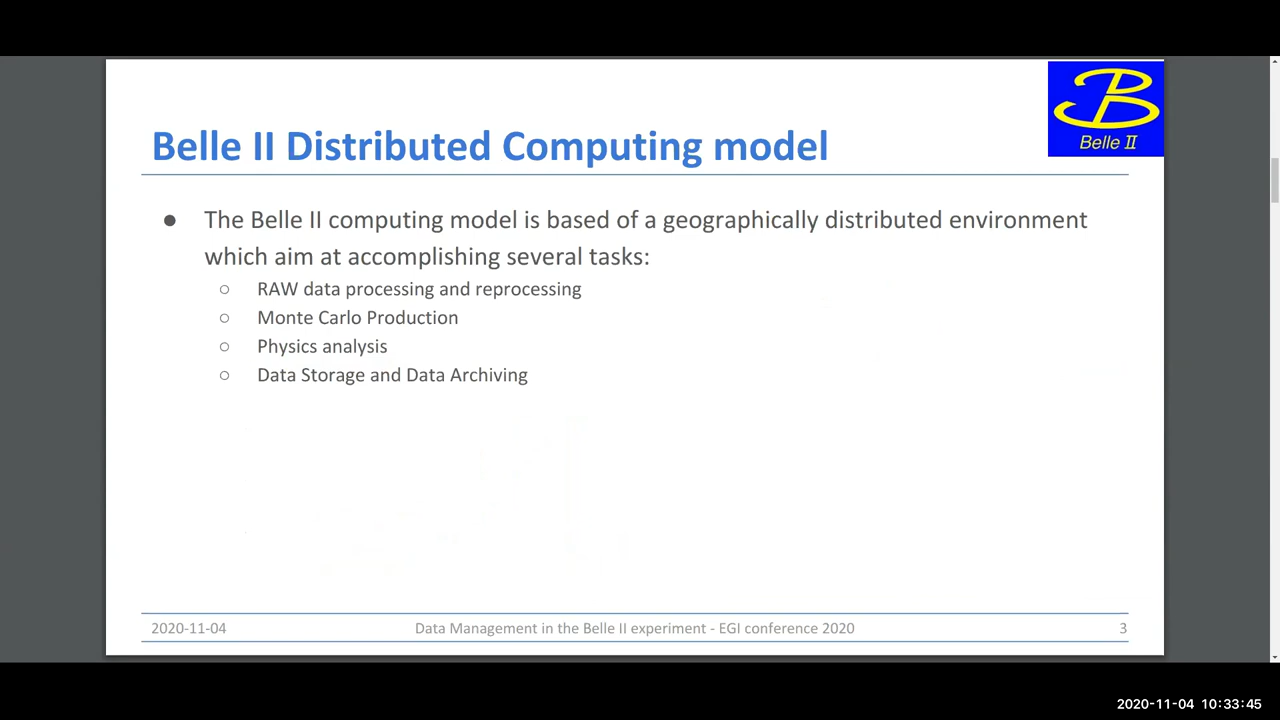 Belle II
Belle II Distributed Computing model
● The Belle II computing model is based of a geographically distributed environment
which aim at accomplishing several tasks:
○ RAW data processing and reprocessing
○ Monte Carlo Production
○ Physics analysis
○ Data Storage and Data Archiving
2020-11-04 Data Management in the Belle II experiment - EGI conference 2020 3
2020-11-04 10:33:45